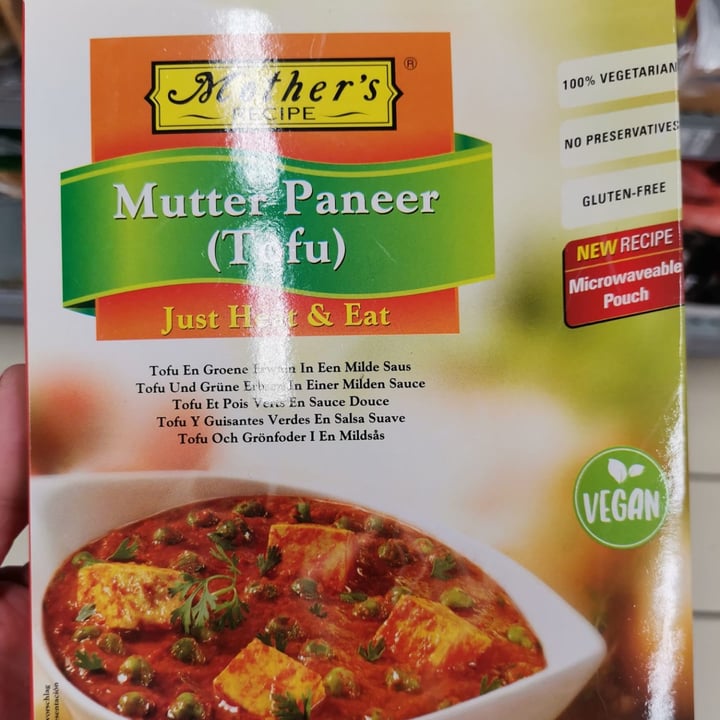 Mother's
RECIPE
®
100% VEGETARIAN
NO PRESERVATIVES
GLUTEN-FREE
NEW RECIPE
Microwaveable
Pouch
Mutter Paneer
(Tofu)
Just Heat & Eat
Tofu En Groene Erwten In Een Milde Saus
Tofu Und Grüne Erbsen In Einer Milden Sauce
Tofu Et Pois Verts En Sauce Douce
Tofu Y Guisantes Verdes En Salsa Suave
Tofu Och Grönfoder I En Mildsås
VEGAN